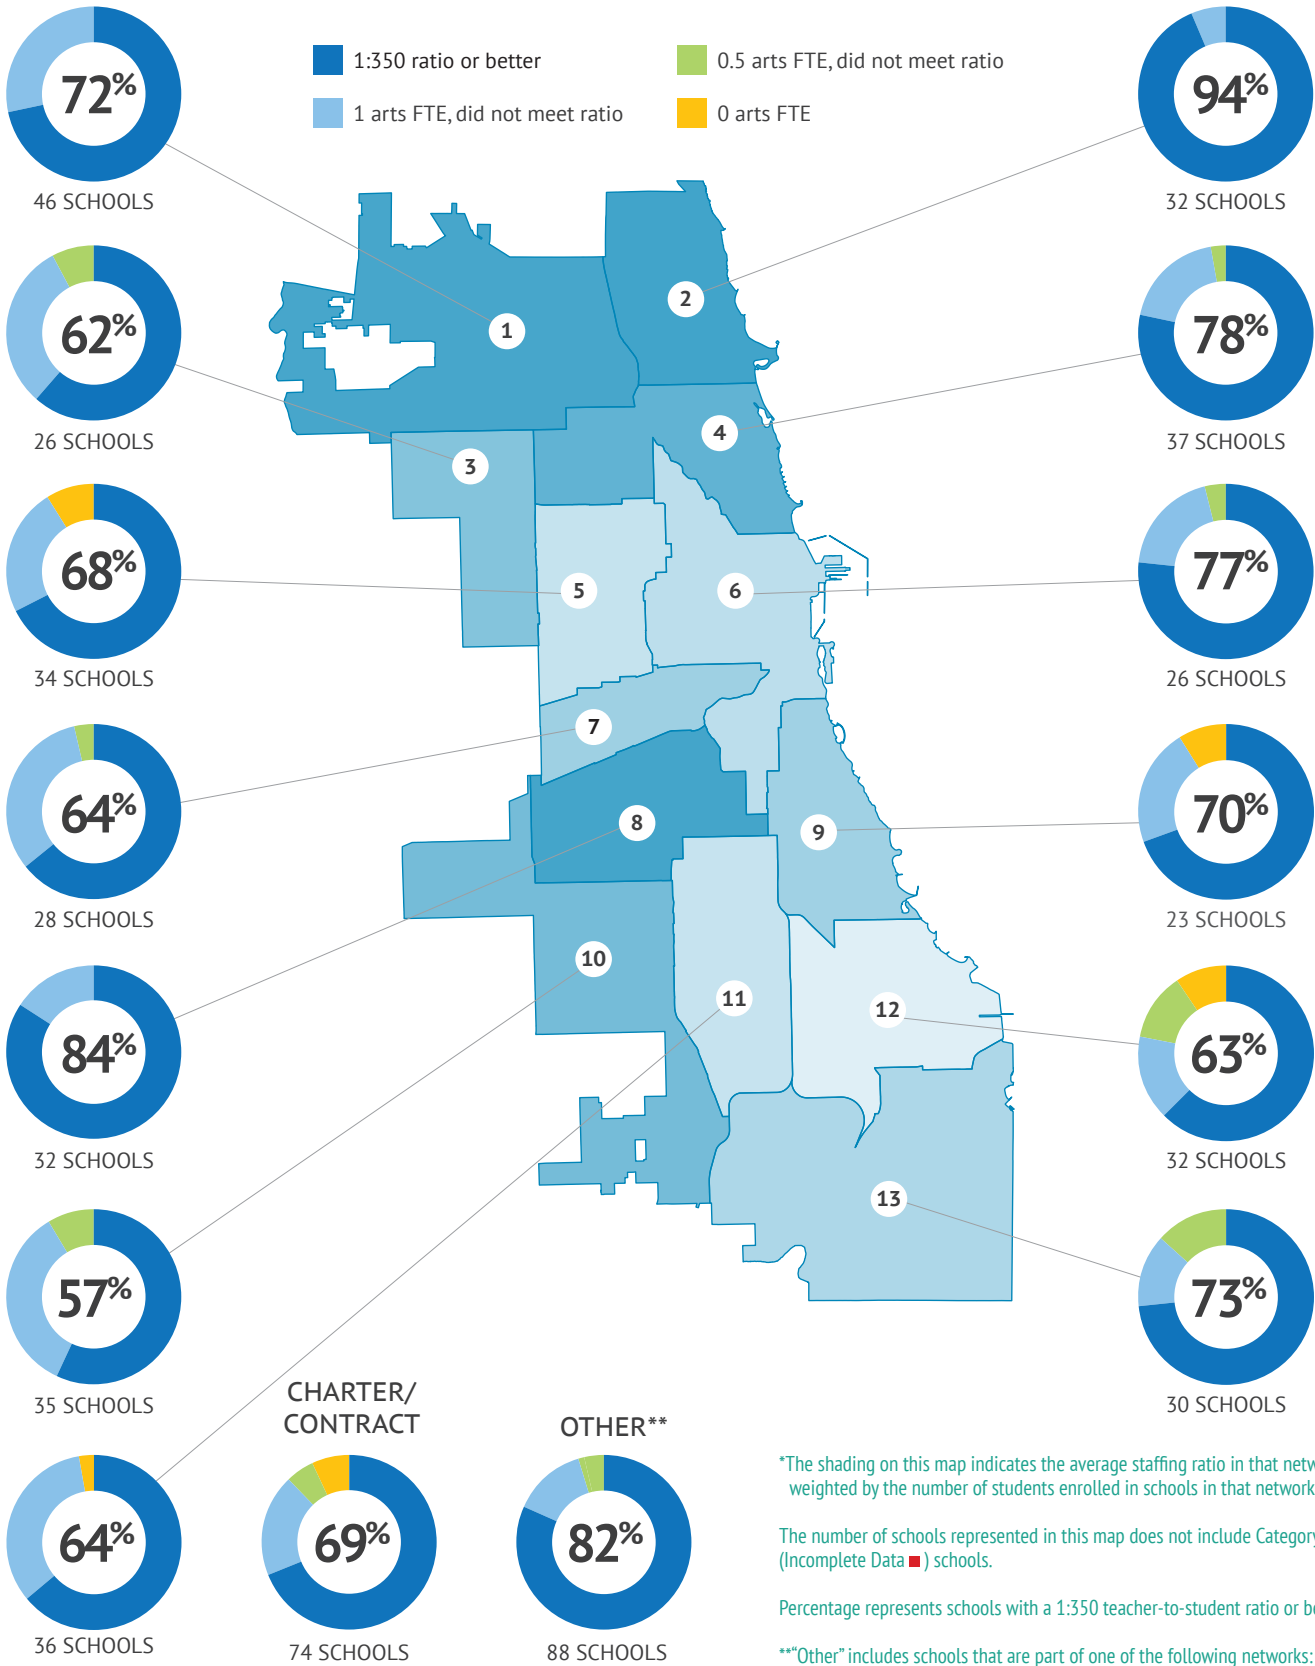 1:350 ratio or better
1 arts FTE, did not meet ratio
0.5 arts FTE, did not meet ratio
0 arts FTE
72%
46 SCHOOLS
62%
26 SCHOOLS
68%
34 SCHOOLS
64%
28 SCHOOLS
84%
32 SCHOOLS
57%
35 SCHOOLS
64%
36 SCHOOLS
94%
32 SCHOOLS
78%
37 SCHOOLS
77%
26 SCHOOLS
70%
23 SCHOOLS
63%
32 SCHOOLS
73%
30 SCHOOLS
1
2
3
4
5
6
7
8
9
10
11
12
13
CHARTER/
CONTRACT
69%
74 SCHOOLS
OTHER**
82%
88 SCHOOLS
*The shading on this map indicates the average staffing ratio in that
weighted by the number of students enrolled in schools in that network
The number of schools represented in this map does not include Category
(Incomplete Data ■ ) schools.
Percentage represents schools with a 1:350 teacher-to-student ratio or
**“Other” includes schools that are part of one of the following networks: